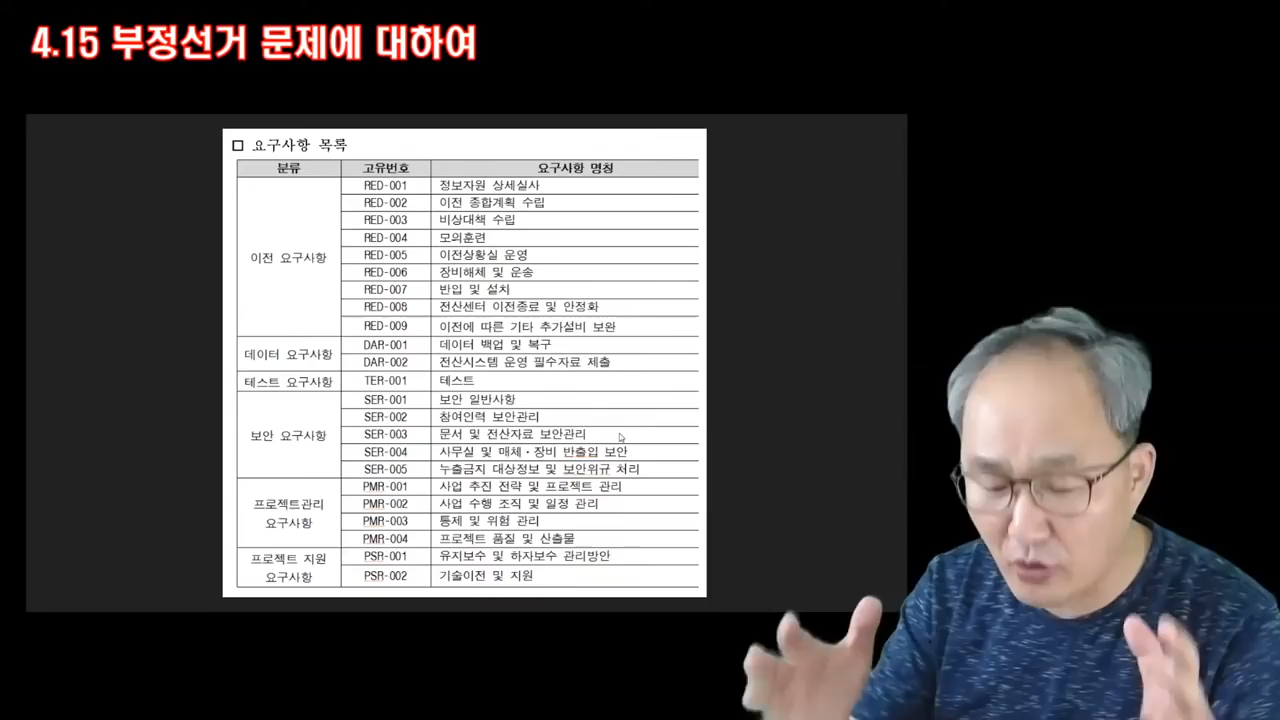 4.15 부정선거 문제에 대하여
□ 요구사항 목록
분류 고유번호 요구사항 명칭
이전 요구사항
RED-001 정보자원 상세실사
RED-002 이전 종합계획 수립
RED-003 비상대책 수립
RED-004 모의훈련
RED-005 이전상황실 운영
RED-006 장비해체 및 운송
RED-007 반입 및 설치
RED-008 전산센터 이전종료 및 안정화
RED-009 이전에 따른 기타 추가설비 보완
데이터 요구사항
DAR-001 데이터 백업 및 복구
DAR-002 전산시스템 운영 필수자료 제출
테스트 요구사항 TER-001 테스트
보안 요구사항
SER-001 보안 일반사항
SER-002 참여인력 보안관리
SER-003 문서 및 전산자료 보안관리
SER-004 사무실 및 매체·장비 반출입 보안
SER-005 누출금지 대상정보 및 보안위규 처리
프로젝트관리
요구사항
PMR-001 사업 추진 전략 및 프로젝트 관리
PMR-002 사업 수행 조직 및 일정 관리
PMR-003 통제 및 위험 관리
PMR-004 프로젝트 품질 및 산출물
프로젝트 지원
요구사항
PSR-001 유지보수 및 하자보수 관리방안
PSR-002 기술이전 및 지원